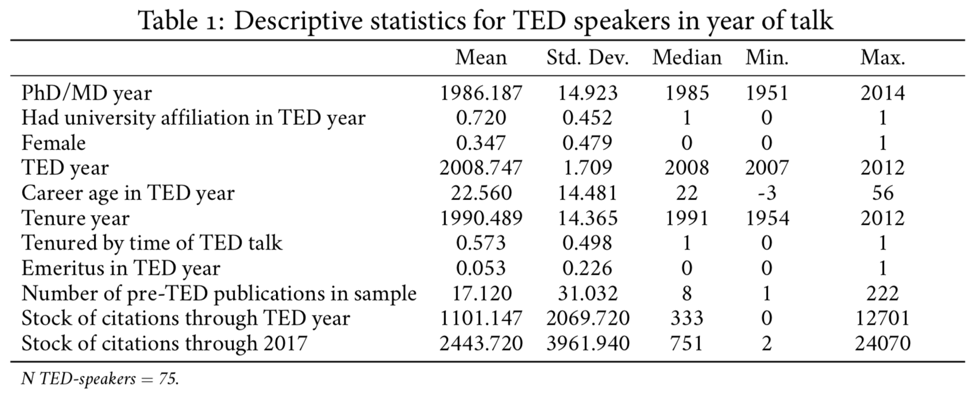 Table 1: Descriptive statistics for TED speakers in year of talk
Mean Std. Dev. Median Min. Max.
PhD/MD year 1986.187 14.923 1985 1951 2014
Had university affiliation in TED year 0.720 0.452 1 0 1
Female 0.347 0.479 0 0 1
TED year 2008.747 1.709 2008 2007 2012
Career age in TED year 22.560 14.481 22 -3 56
Tenure year 1990.489 14.365 1991 1954 2012
Tenured by time of TED talk 0.573 0.498 1 0 1
Emeritus in TED year 0.053 0.226 0 0 1
Number of pre-TED publications in sample 17.120 31.032 8 1 222
Stock of citations through TED year 1101.147 2069.720 333 0 12701
Stock of citations through 2017 2443.720 3961.940 751 2 24070
N TED-speakers = 75.